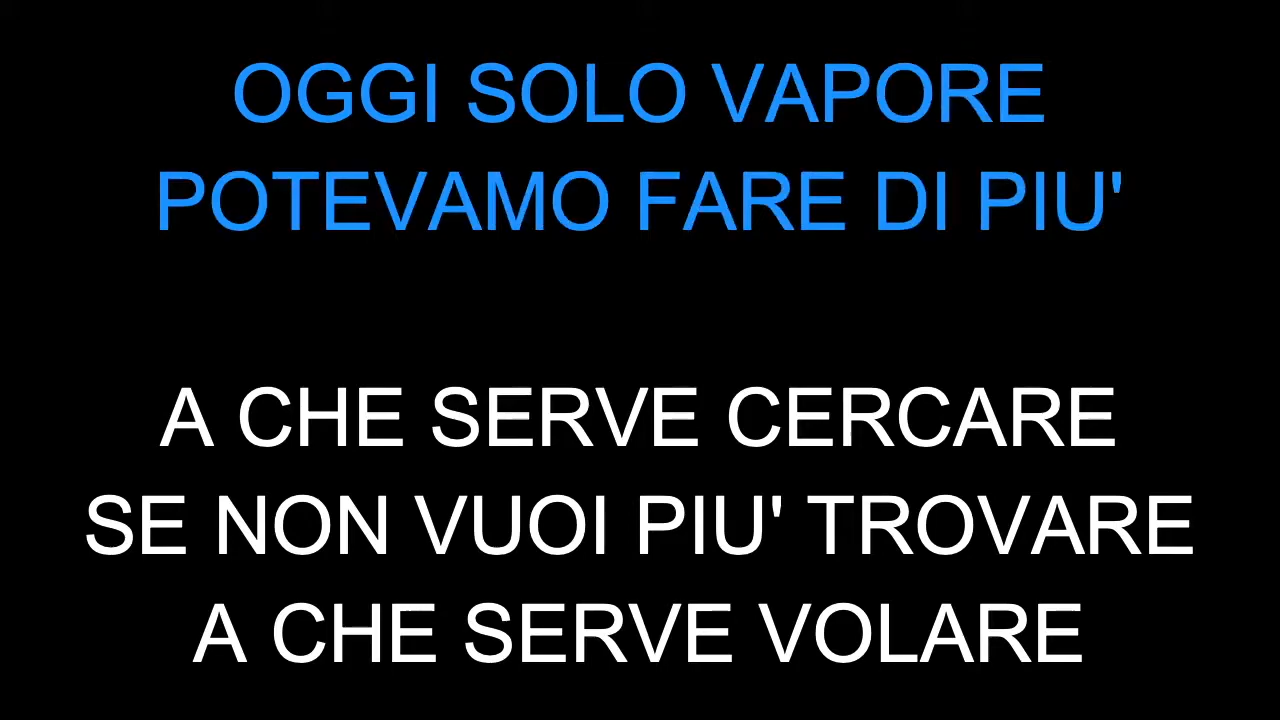 OGGI SOLO VAPORE
POTEVAMO FARE DI PIU'
A CHE SERVE CERCARE
SE NON VUOI PIU' TROVARE
A CHE SERVE VOLARE